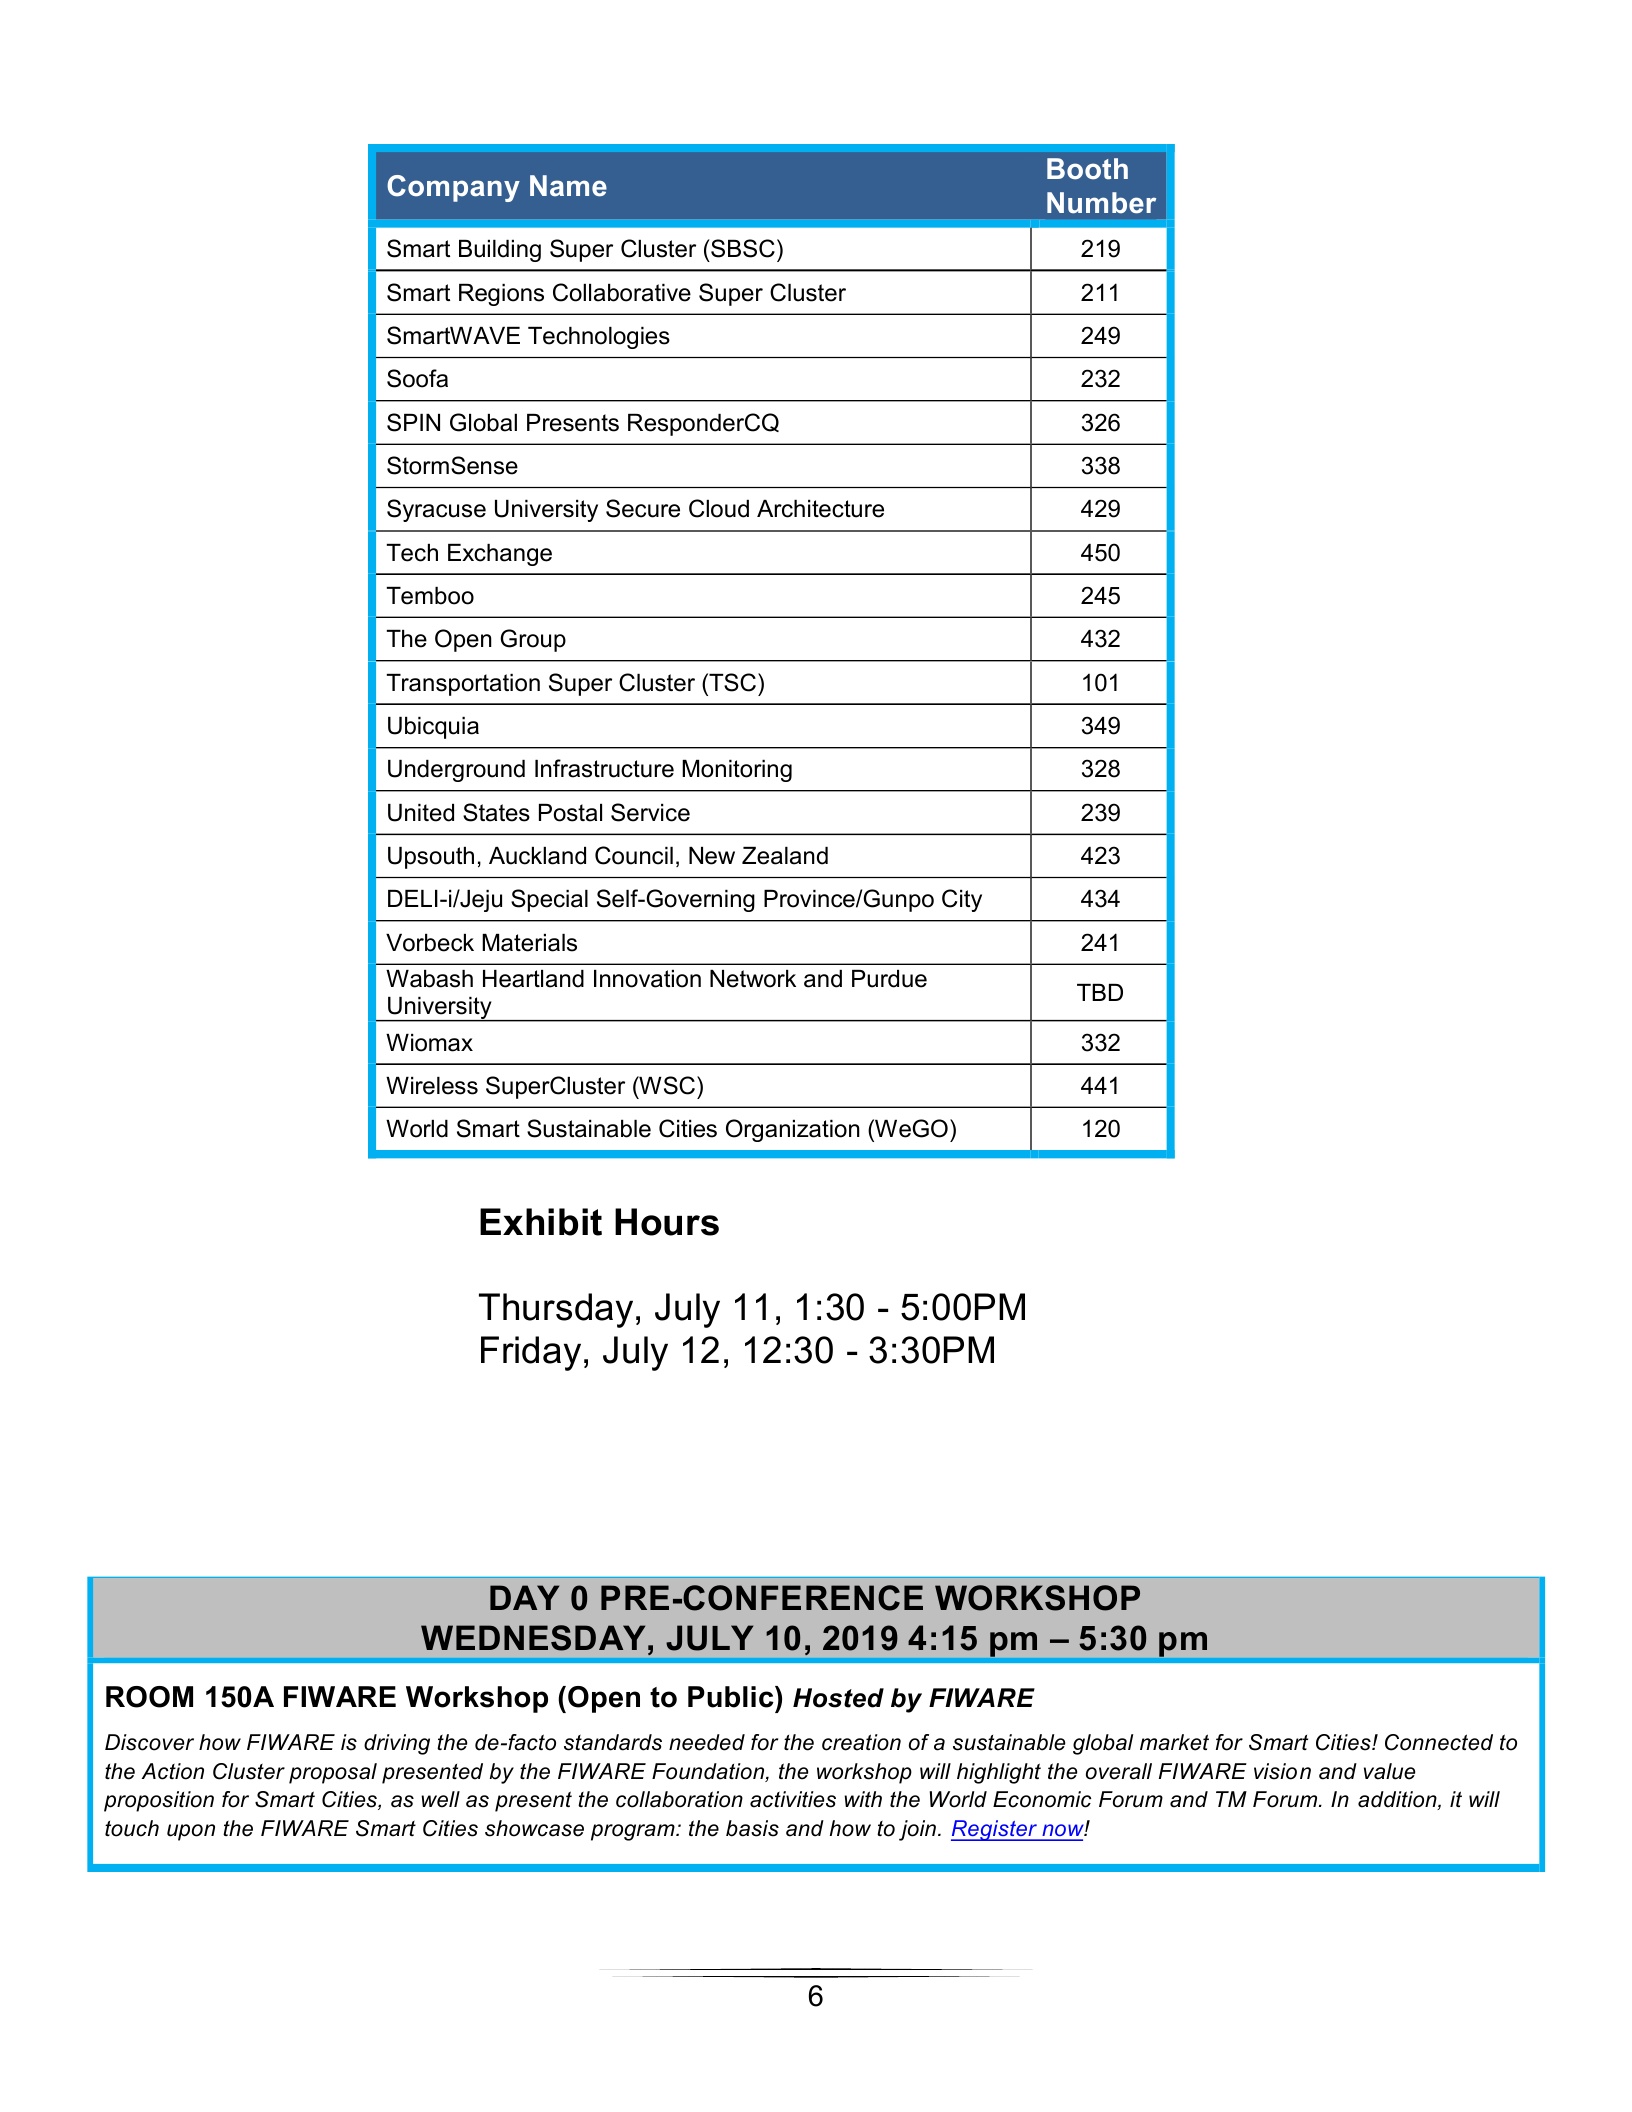 Company Name Booth Number
Smart Building Super Cluster (SBSC) 219
Smart Regions Collaborative Super Cluster 211
SmartWAVE Technologies 249
Soofa 232
SPIN Global Presents ResponderCQ 326
StormSense 338
Syracuse University Secure Cloud Architecture 429
Tech Exchange 450
Temboo 245
The Open Group 432
Transportation Super Cluster (TSC) 101
Ubicquia 349
Underground Infrastructure Monitoring 328
United States Postal Service 239
Upsouth, Auckland Council, New Zealand 423
DELI-i/Jeju Special Self-Governing Province/Gunpo City 434
Vorbeck Materials 241
Wabash Heartland Innovation Network and Purdue
University TBD
Wiomax 332
Wireless SuperCluster (WSC) 441
World Smart Sustainable Cities Organization (WeGO) 120
Exhibit Hours
Thursday, July 11, 1:30 - 5:00PM
Friday, July 12, 12:30 - 3:30PM
DAY 0 PRE-CONFERENCE WORKSHOP
WEDNESDAY, JULY 10, 2019 4:15 pm – 5:30 pm
ROOM 150A FIWARE Workshop (Open to Public) Hosted by FIWARE
Discover how FIWARE is driving the de-facto standards needed for the creation of a sustainable global market for Smart Cities! Connected to
the Action Cluster proposal presented by the FIWARE Foundation, the workshop will highlight the overall FIWARE vision and value
proposition for Smart Cities, as well as present the collaboration activities with the World Economic Forum and TM Forum. In addition, it will
touch upon the FIWARE Smart Cities showcase program: the basis and how to join. Register now!
6